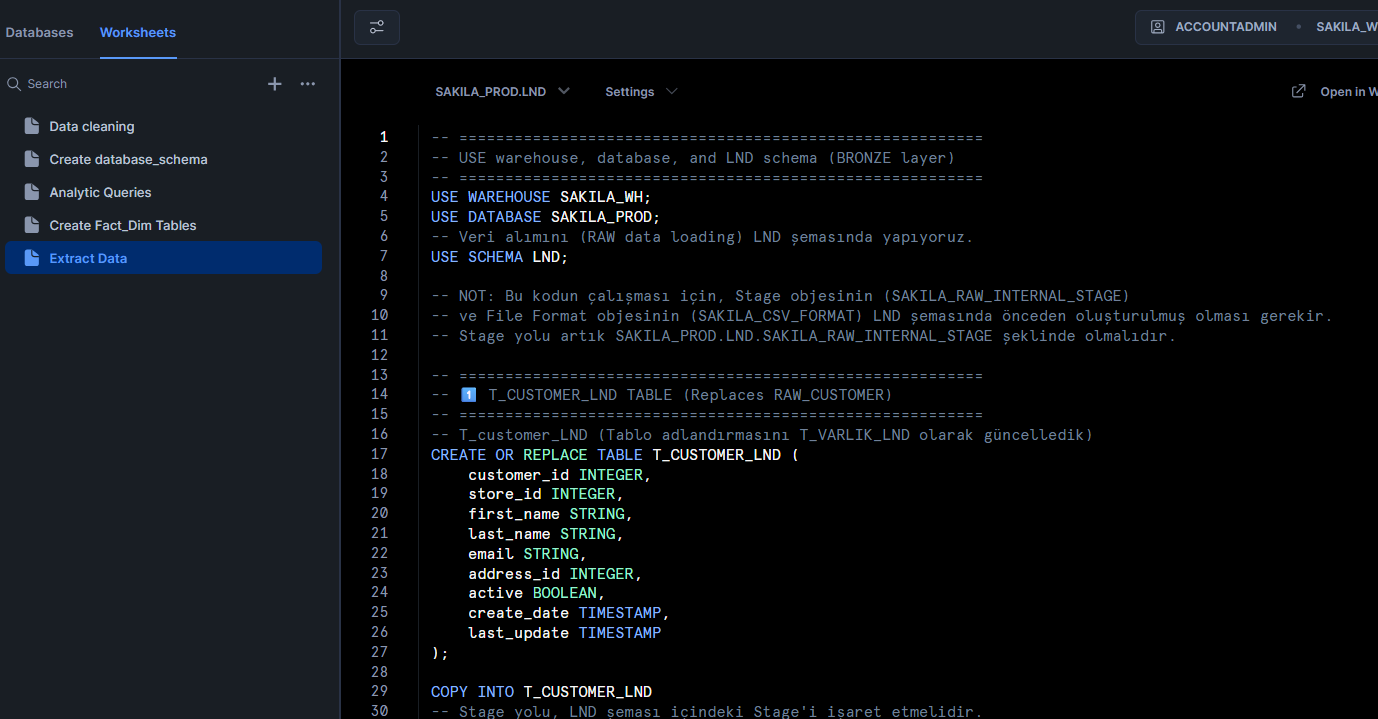 Databases
Worksheets
ACCOUNTADMIN
SAKILA_W
Search
SAKILA_PROD.LND
Settings
Open in W
Data cleaning
Create database_schema
Analytic Queries
Create Fact_Dim Tables
Extract Data
1 -- =========================================================
2 -- USE warehouse, database, and LND schema (BRONZE layer)
3 -- =========================================================
4 USE WAREHOUSE SAKILA_WH;
5 USE DATABASE SAKILA_PROD;
6 -- Veri alımını (RAW data loading) LND şemasında yapıyoruz.
7 USE SCHEMA LND;
8
9 -- NOT: Bu kodun çalışması için, Stage objesinin (SAKILA_RAW_INTERNAL_STAGE)
10 -- ve File Format objesinin (SAKILA_CSV_FORMAT) LND şemasında önceden oluşturulmuş olması gerekir.
11 -- Stage yolu artık SAKILA_PROD.LND.SAKILA_RAW_INTERNAL_STAGE şeklinde olmalıdır.
12
13 -- =========================================================
14 -- 1️⃣ T_CUSTOMER_LND TABLE (Replaces RAW_CUSTOMER)
15 -- =========================================================
16 -- T_customer_LND (Tablo adlandırmasını T_VARLIK_LND olarak güncelledik)
17 CREATE OR REPLACE TABLE T_CUSTOMER_LND (
18 customer_id INTEGER,
19 store_id INTEGER,
20 first_name STRING,
21 last_name STRING,
22 email STRING,
23 address_id INTEGER,
24 active BOOLEAN,
25 create_date TIMESTAMP,
26 last_update TIMESTAMP
27 );
28
29 COPY INTO T_CUSTOMER_LND
30 -- Stage yolu, LND şeması içindeki Stage'i işaret etmelidir.